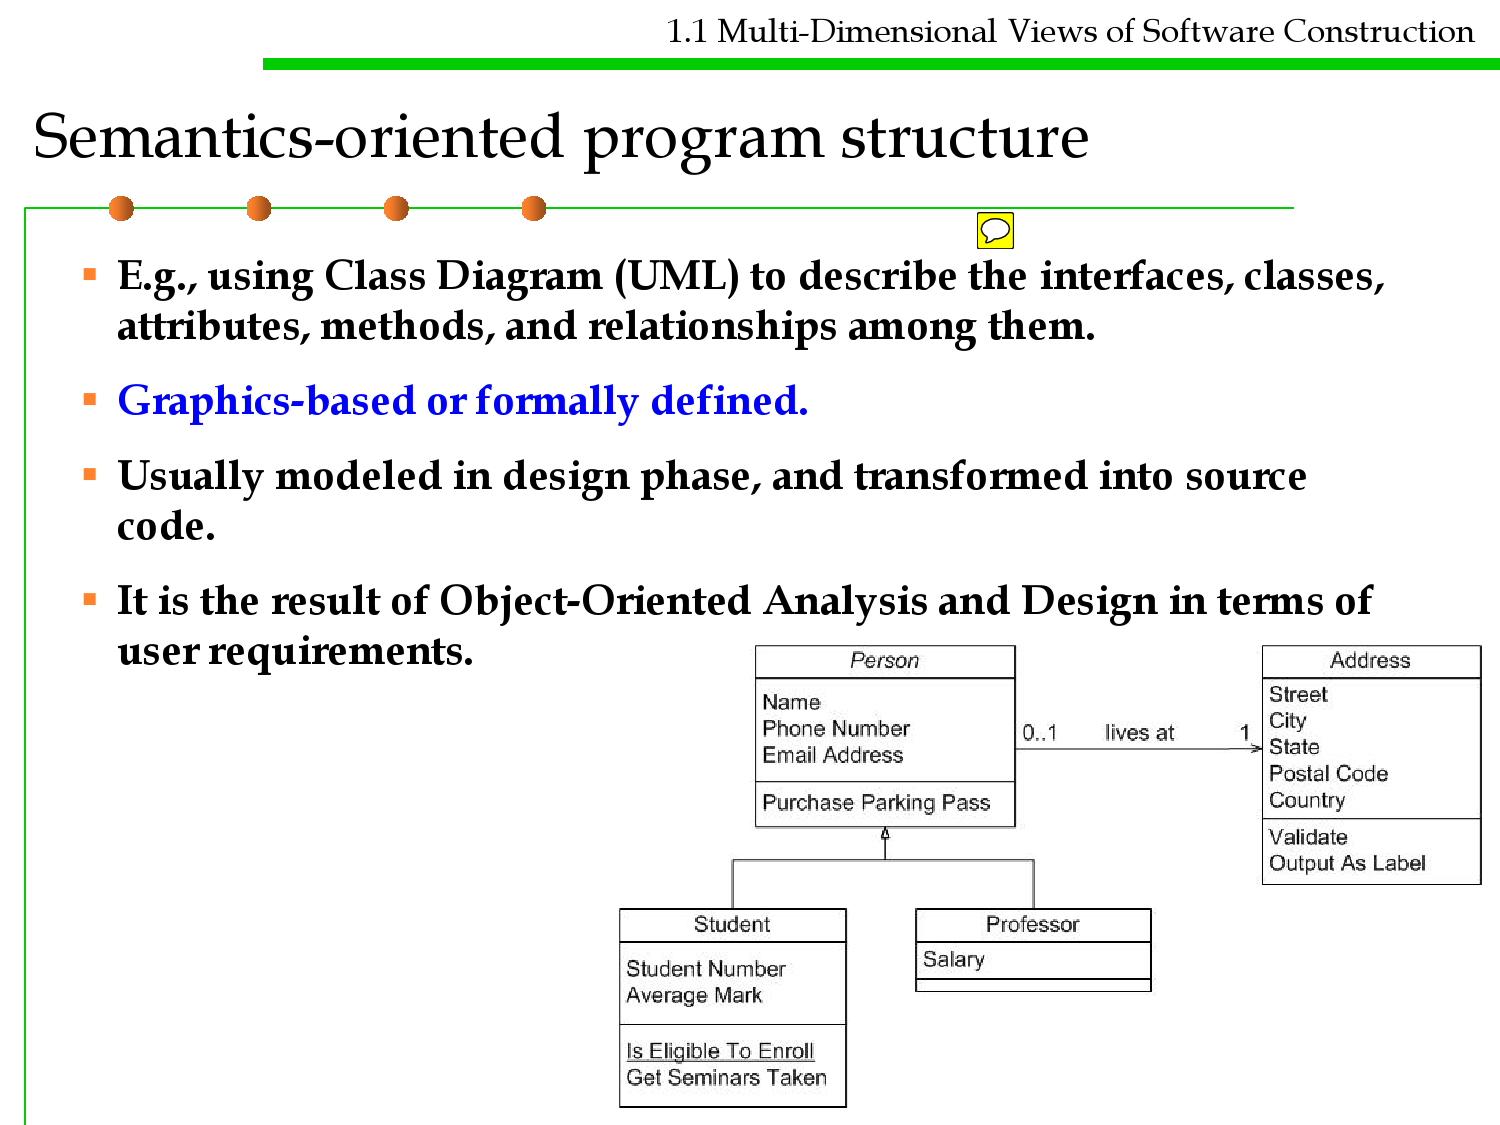 1.1 Multi-Dimensional Views of Software Construction
Semantics-oriented program structure
E.g., using Class Diagram (UML) to describe the interfaces, classes,
attributes, methods, and relationships among them.
Graphics-based or formally defined.
Usually modeled in design phase, and transformed into source
code.
It is the result of Object-Oriented Analysis and Design in terms of
user requirements.
Person
Name
Phone Number
Email Address
Purchase Parking Pass
0..1 lives at 1
Address
Street
City
State
Postal Code
Country
Validate
Output As Label
Student
Student Number
Average Mark
Is Eligible To Enroll
Get Seminars Taken
Professor
Salary